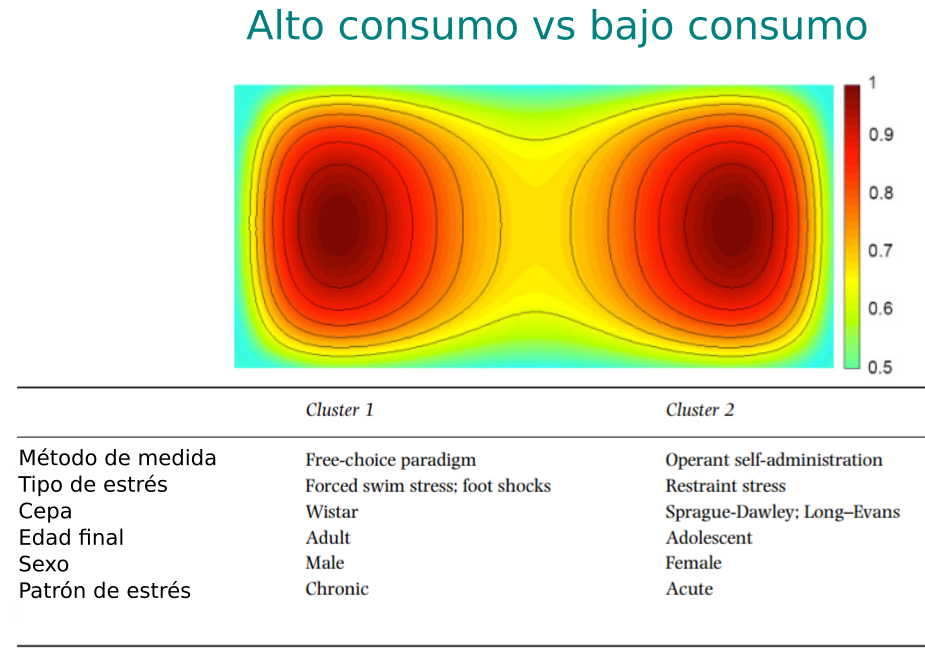 Alto consumo vs bajo consumo
1
0.9
0.8
0.7
0.6
0.5
Cluster 1 Cluster 2
Método de medida Free-choice paradigm Operant self-administration
Tipo de estrés Forced swim stress; foot shocks Restraint stress
Cepa Wistar Sprague-Dawley; Long–Evans
Edad final Adult Adolescent
Sexo Male Female
Patrón de estrés Chronic Acute